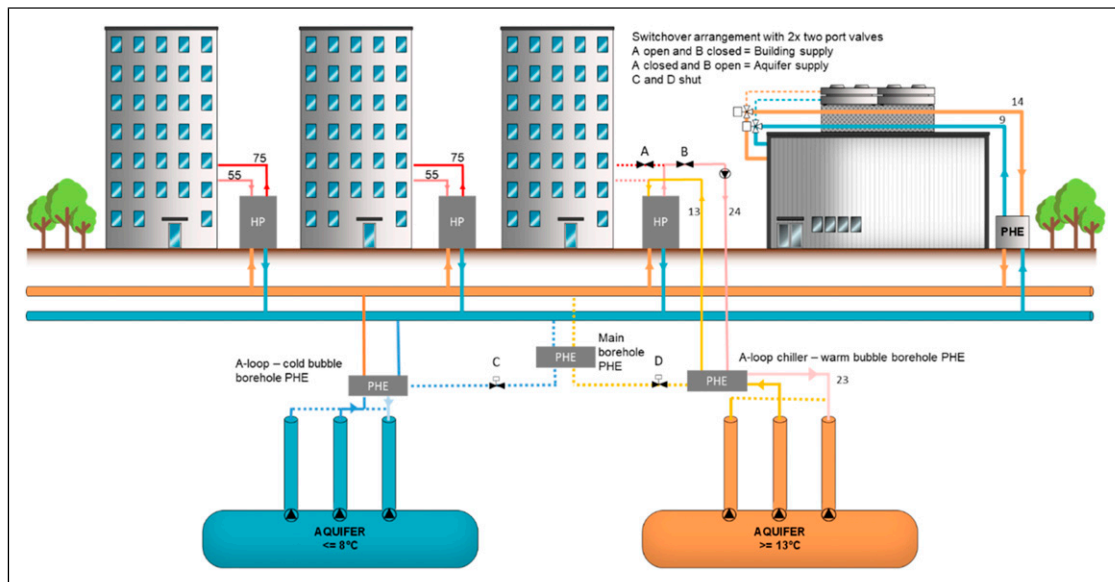 Switchover arrangement with 2x two port valves
A open and B closed = Building supply
A closed and B open = Aquifer supply
C and D shut
14
9
75
55
HP
75
55
HP
A
B
13
24
HP
PHE
A-loop – cold bubble
borehole PHE
PHE
C
Main
borehole
PHE
PHE
D
PHE
A-loop chiller – warm bubble borehole PHE
23
AQUIFER
<= 8°C
AQUIFER
>= 13°C